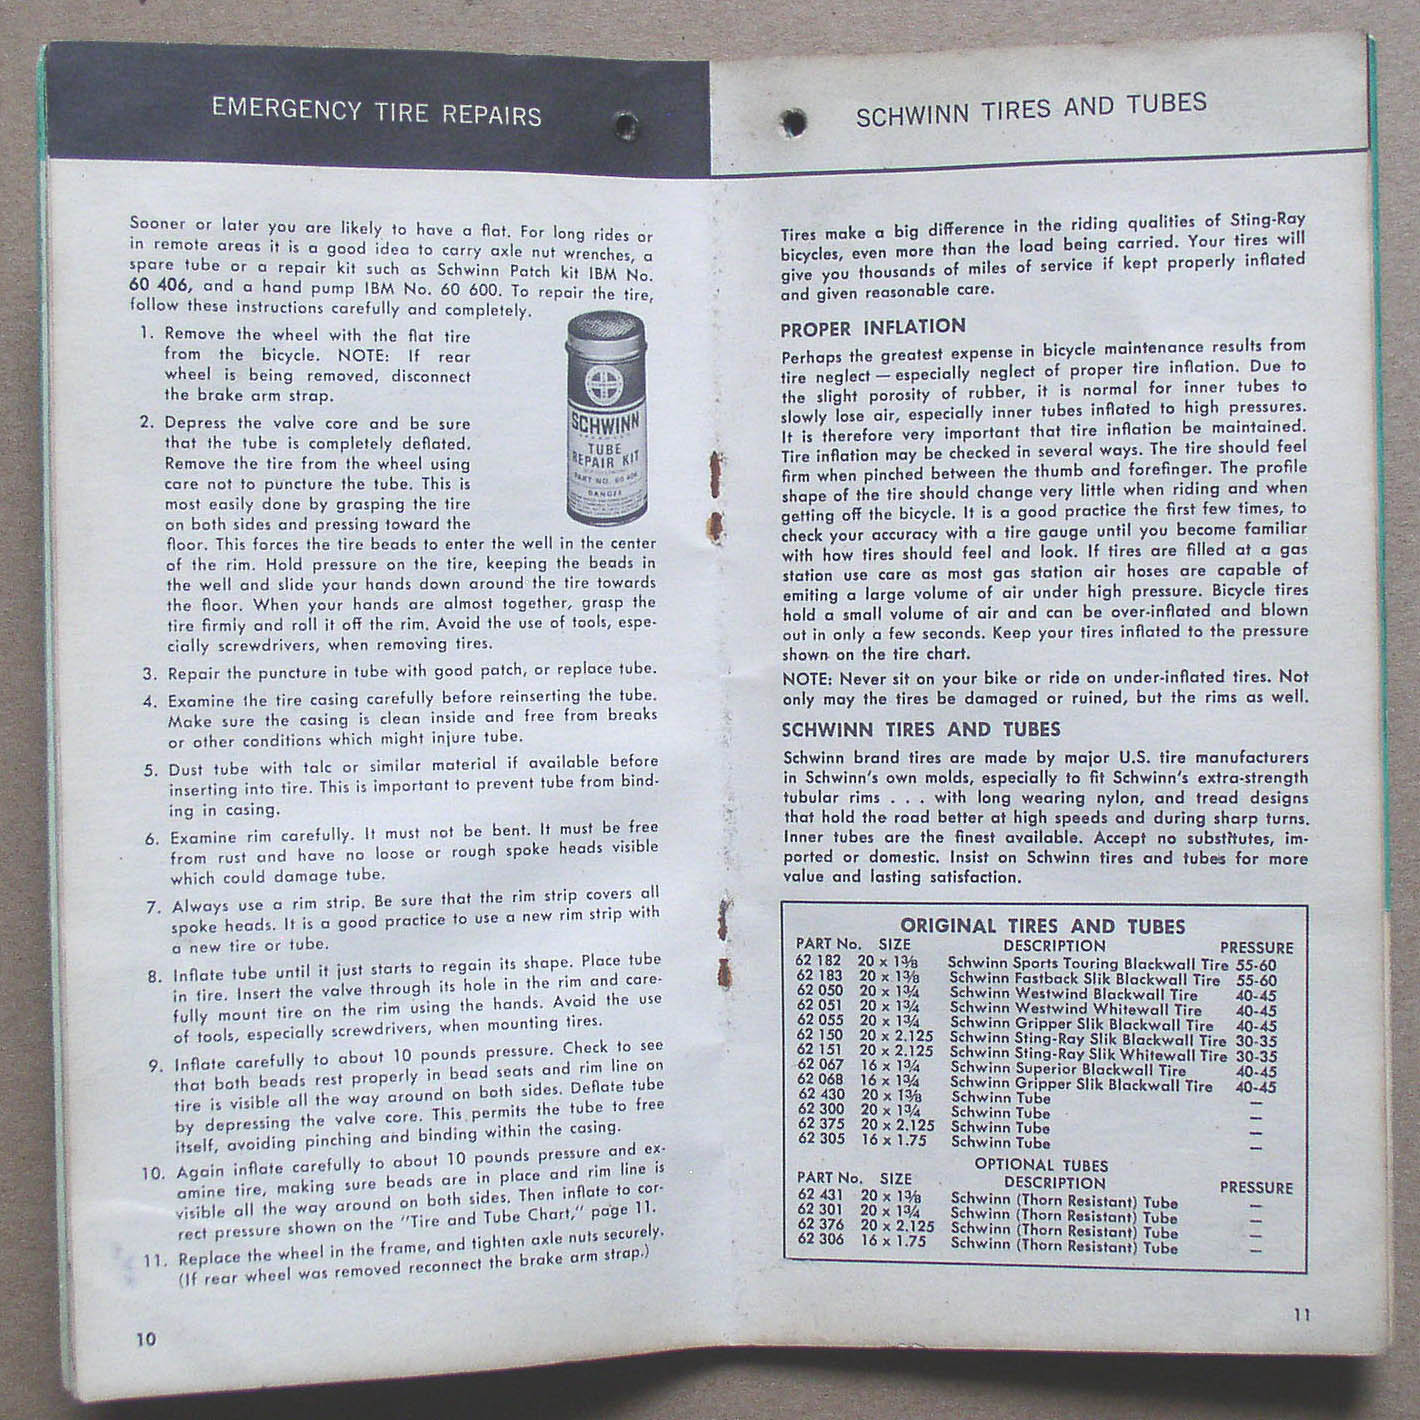 EMERGENCY TIRE REPAIRS
Sooner or later you are likely to have a flat. For long rides or
in remote areas it is a good idea to carry axle nut wrenches, a
spare tube or a repair kit such as Schwinn Patch kit IBM No.
60 406, and a hand pump IBM No. 60 600. To repair the tire,
follow these instructions carefully and completely.
1. Remove the wheel with the flat tire
from the bicycle. NOTE: If rear
wheel is being removed, disconnect
the brake arm strap.
2. Depress the valve core and be sure
that the tube is completely deflated.
Remove the tire from the wheel using
care not to puncture the tube. This is
most easily done by grasping the tire
on both sides and pressing toward the
floor. This forces the tire beads to enter the well in the center
of the rim. Hold pressure on the tire, keeping the beads in
the well and slide your hands down around the tire towards
the floor. When your hands are almost together, grasp the
tire firmly and roll it off the rim. Avoid the use of tools, espe-
cially screwdrivers, when removing tires.
SCHWINN
TUBE
REPAIR KIT
PART NO. 60 406
DANGER
3. Repair the puncture in tube with good patch, or replace tube.
4. Examine the tire casing carefully before reinserting the tube.
Make sure the casing is clean inside and free from breaks
or other conditions which might injure tube.
5. Dust tube with talc or similar material if available before
inserting into tire. This is important to prevent tube from bind-
ing in casing.
6. Examine rim carefully. It must not be bent. It must be free
from rust and have no loose or rough spoke heads visible
which could damage tube.
7. Always use a rim strip. Be sure that the rim strip covers all
spoke heads. It is a good practice to use a new rim strip with
a new tire or tube.
8. Inflate tube until it just starts to regain its shape. Place tube
in tire. Insert the valve through its hole in the rim and care-
fully mount tire on the rim using the hands. Avoid the use
of tools, especially screwdrivers, when mounting tires.
9. Inflate carefully to about 10 pounds pressure. Check to see
that both beads rest properly in bead seats and rim line on
tire is visible all the way around on both sides. Deflate tube
by depressing the valve core. This permits the tube to free
itself, avoiding pinching and binding within the casing.
10. Again inflate carefully to about 10 pounds pressure and ex-
amine tire, making sure beads are in place and rim line is
visible all the way around on both sides. Then inflate to cor-
rect pressure shown on the "Tire and Tube Chart," page 11.
11. Replace the wheel in the frame, and tighten axle nuts securely.
(If rear wheel was removed reconnect the brake arm strap.)
10
SCHWINN TIRES AND TUBES
Tires make a big difference in the riding qualities of Sting-Ray
bicycles, even more than the load being carried. Your tires will
give you thousands of miles of service if kept properly inflated
and given reasonable care.
PROPER INFLATION
Perhaps the greatest expense in bicycle maintenance results from
tire neglect — especially neglect of proper tire inflation. Due to
the slight porosity of rubber, it is normal for inner tubes to
slowly lose air, especially inner tubes inflated to high pressures.
It is therefore very important that tire inflation be maintained.
Tire inflation may be checked in several ways. The tire should feel
firm when pinched between the thumb and forefinger. The profile
shape of the tire should change very little when riding and when
getting off the bicycle. It is a good practice the first few times, to
check your accuracy with a tire gauge until you become familiar
with how tires should feel and look. If tires are filled at a gas
station use care as most gas station air hoses are capable of
emiting a large volume of air under high pressure. Bicycle tires
hold a small volume of air and can be over-inflated and blown
out in only a few seconds. Keep your tires inflated to the pressure
shown on the tire chart.
NOTE: Never sit on your bike or ride on under-inflated tires. Not
only may the tires be damaged or ruined, but the rims as well.
SCHWINN TIRES AND TUBES
Schwinn brand tires are made by major U.S. tire manufacturers
in Schwinn's own molds, especially to fit Schwinn's extra-strength
tubular rims . . . with long wearing nylon, and tread designs
that hold the road better at high speeds and during sharp turns.
Inner tubes are the finest available. Accept no substitutes, im-
ported or domestic. Insist on Schwinn tires and tubes for more
value and lasting satisfaction.
ORIGINAL TIRES AND TUBES
PART No. SIZE DESCRIPTION PRESSURE
62 182 20 x 1⅜ Schwinn Sports Touring Blackwall Tire 55-60
62 183 20 x 1⅜ Schwinn Fastback Slik Blackwall Tire 55-60
62 050 20 x 1¾ Schwinn Westwind Blackwall Tire 40-45
62 051 20 x 1¾ Schwinn Westwind Whitewall Tire 40-45
62 055 20 x 1¾ Schwinn Gripper Slik Blackwall Tire 40-45
62 150 20 x 2.125 Schwinn Sting-Ray Slik Blackwall Tire 30-35
62 151 20 x 2.125 Schwinn Sting-Ray Slik Whitewall Tire 30-35
62 067 16 x 1¾ Schwinn Superior Blackwall Tire 40-45
62 068 16 x 1¾ Schwinn Gripper Slik Blackwall Tire 40-45
62 430 20 x 1⅜ Schwinn Tube —
62 300 20 x 1¾ Schwinn Tube —
62 375 20 x 2.125 Schwinn Tube —
62 305 16 x 1.75 Schwinn Tube —
OPTIONAL TUBES
PART No. SIZE DESCRIPTION PRESSURE
62 431 20 x 1⅜ Schwinn (Thorn Resistant) Tube —
62 301 20 x 1¾ Schwinn (Thorn Resistant) Tube —
62 376 20 x 2.125 Schwinn (Thorn Resistant) Tube —
62 306 16 x 1.75 Schwinn (Thorn Resistant) Tube —
11